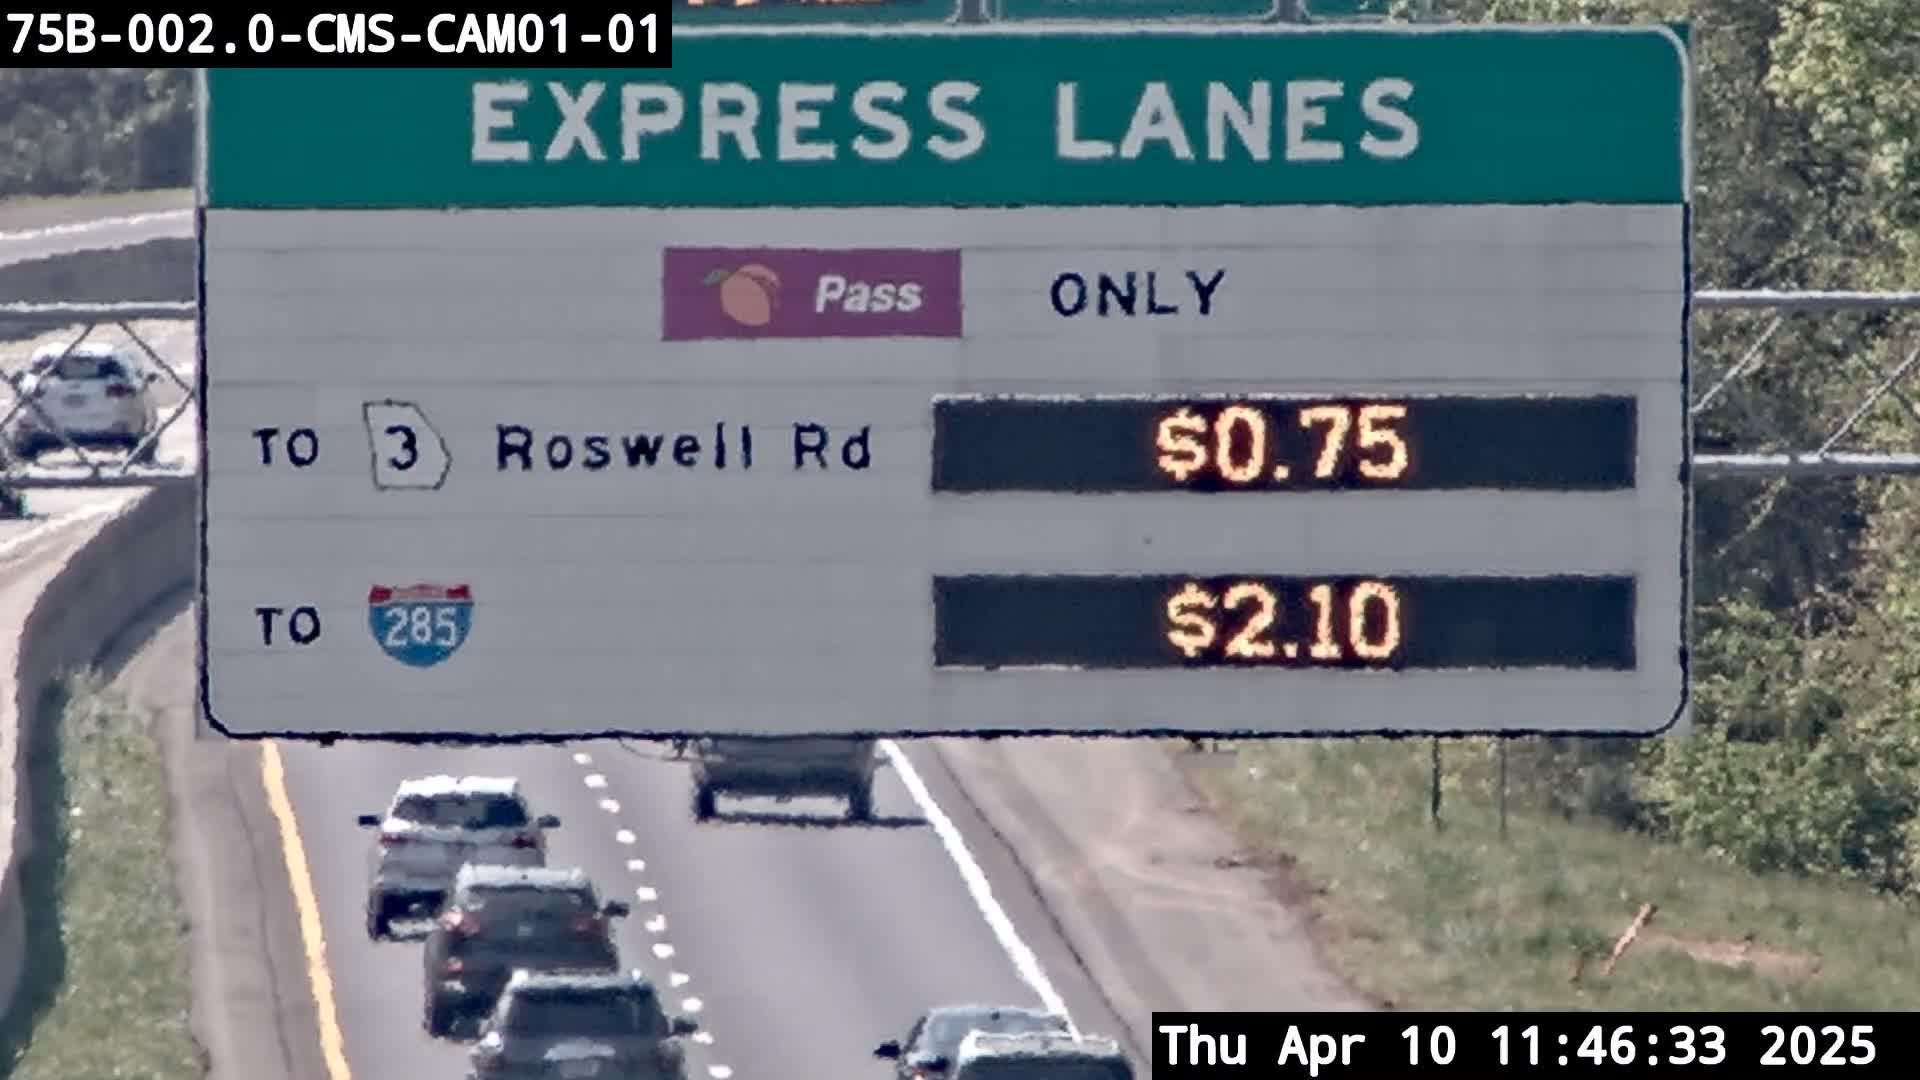 75B-002.0-CMS-CAM01-01
EXPRESS LANES
Pass ONLY
TO 3 Roswell Rd $0.75
TO 285 $2.10
Thu Apr 10 11:46:33 2025